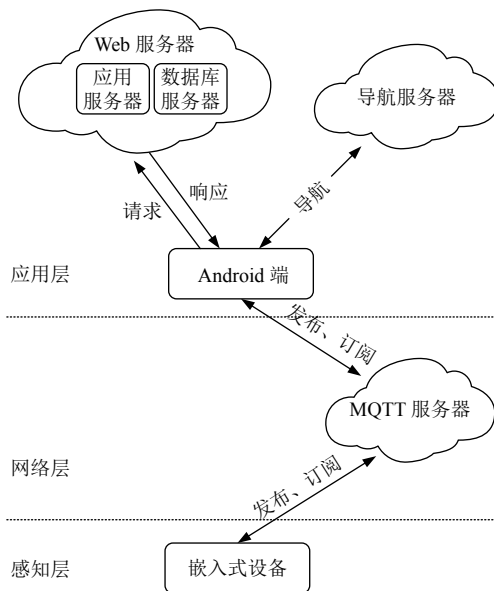 Web 服务器
应用
服务器
数据库
服务器
导航服务器
响应
请求
导航
Android 端
应用层
发布、订阅
MQTT 服务器
网络层
发布、订阅
感知层
嵌入式设备